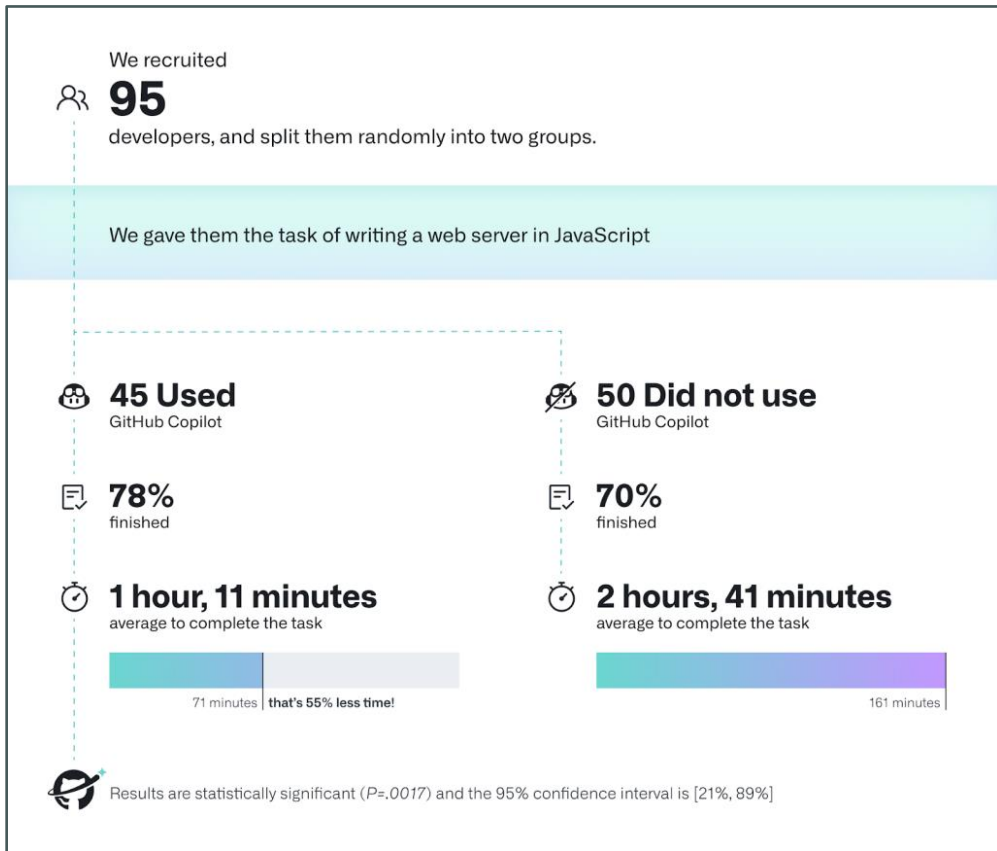 We recruited
95
developers, and split them randomly into two groups.
We gave them the task of writing a web server in JavaScript
45 Used
GitHub Copilot
78%
finished
1 hour, 11 minutes
average to complete the task
71 minutes
that's 55% less time!
50 Did not use
GitHub Copilot
70%
finished
2 hours, 41 minutes
average to complete the task
161 minutes
Results are statistically significant (P=.0017) and the 95% confidence interval is [21%, 89%]